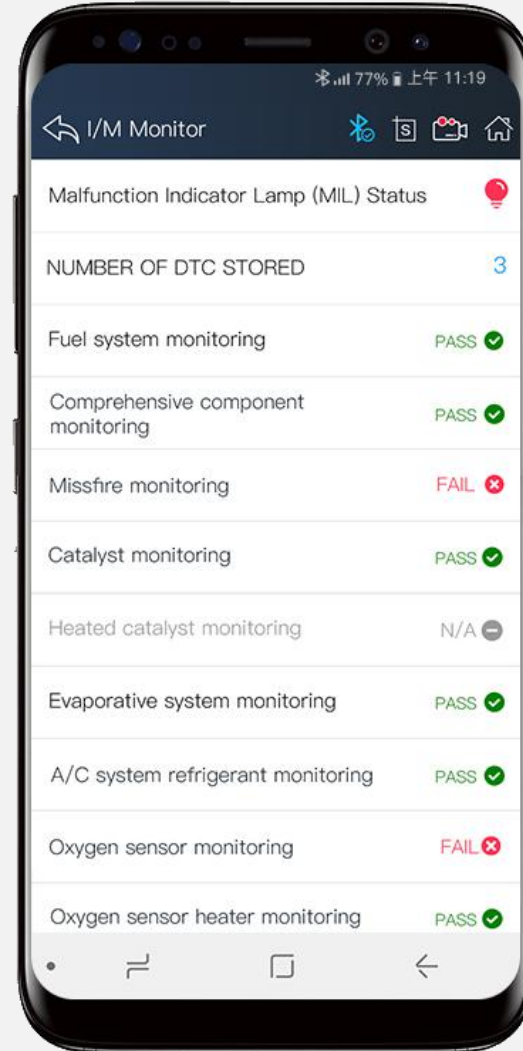 77% 上午 11:19
I/M Monitor
S
Malfunction Indicator Lamp (MIL) Status
NUMBER OF DTC STORED 3
Fuel system monitoring PASS
Comprehensive component
monitoring PASS
Missfire monitoring FAIL
Catalyst monitoring PASS
Heated catalyst monitoring N/A
Evaporative system monitoring PASS
A/C system refrigerant monitoring PASS
Oxygen sensor monitoring FAIL
Oxygen sensor heater monitoring PASS